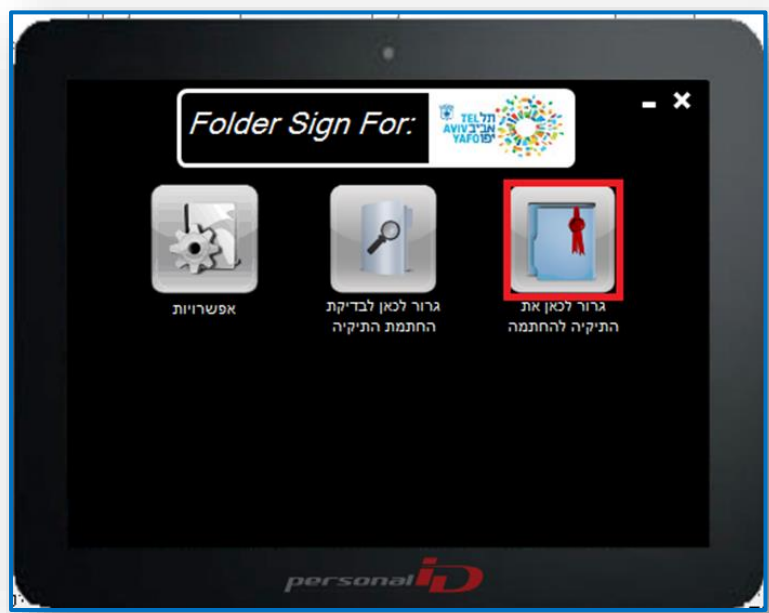 Folder Sign For:
TEL תל
AVIV אביב
YAFO יפו
גרור לכאן את
התיקיה להחתמה
גרור לכאן לבדיקת
החתמת התיקיה
אפשרויות
personal iD